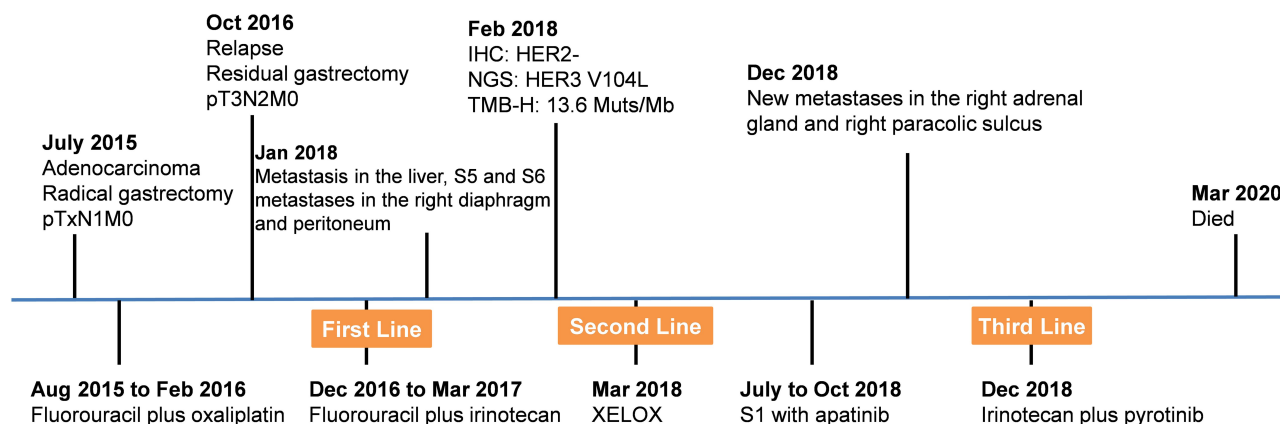 July 2015
Adenocarcinoma
Radical gastrectomy
pTxN1M0
Oct 2016
Relapse
Residual gastrectomy
pT3N2M0
Jan 2018
Metastasis in the liver, S5 and S6
metastases in the right diaphragm
and peritoneum
Feb 2018
IHC: HER2-
NGS: HER3 V104L
TMB-H: 13.6 Muts/Mb
Dec 2018
New metastases in the right adrenal
gland and right paracolic sulcus
Mar 2020
Died
First Line
Second Line
Third Line
Aug 2015 to Feb 2016
Fluorouracil plus oxaliplatin
Dec 2016 to Mar 2017
Fluorouracil plus irinotecan
Mar 2018
XELOX
July to Oct 2018
S1 with apatinib
Dec 2018
Irinotecan plus pyrotinib